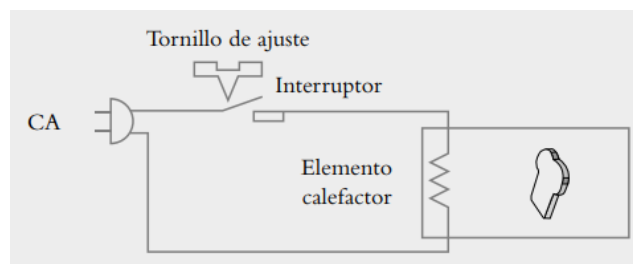 Tornillo de ajuste
Interruptor
CA
Elemento
calefactor